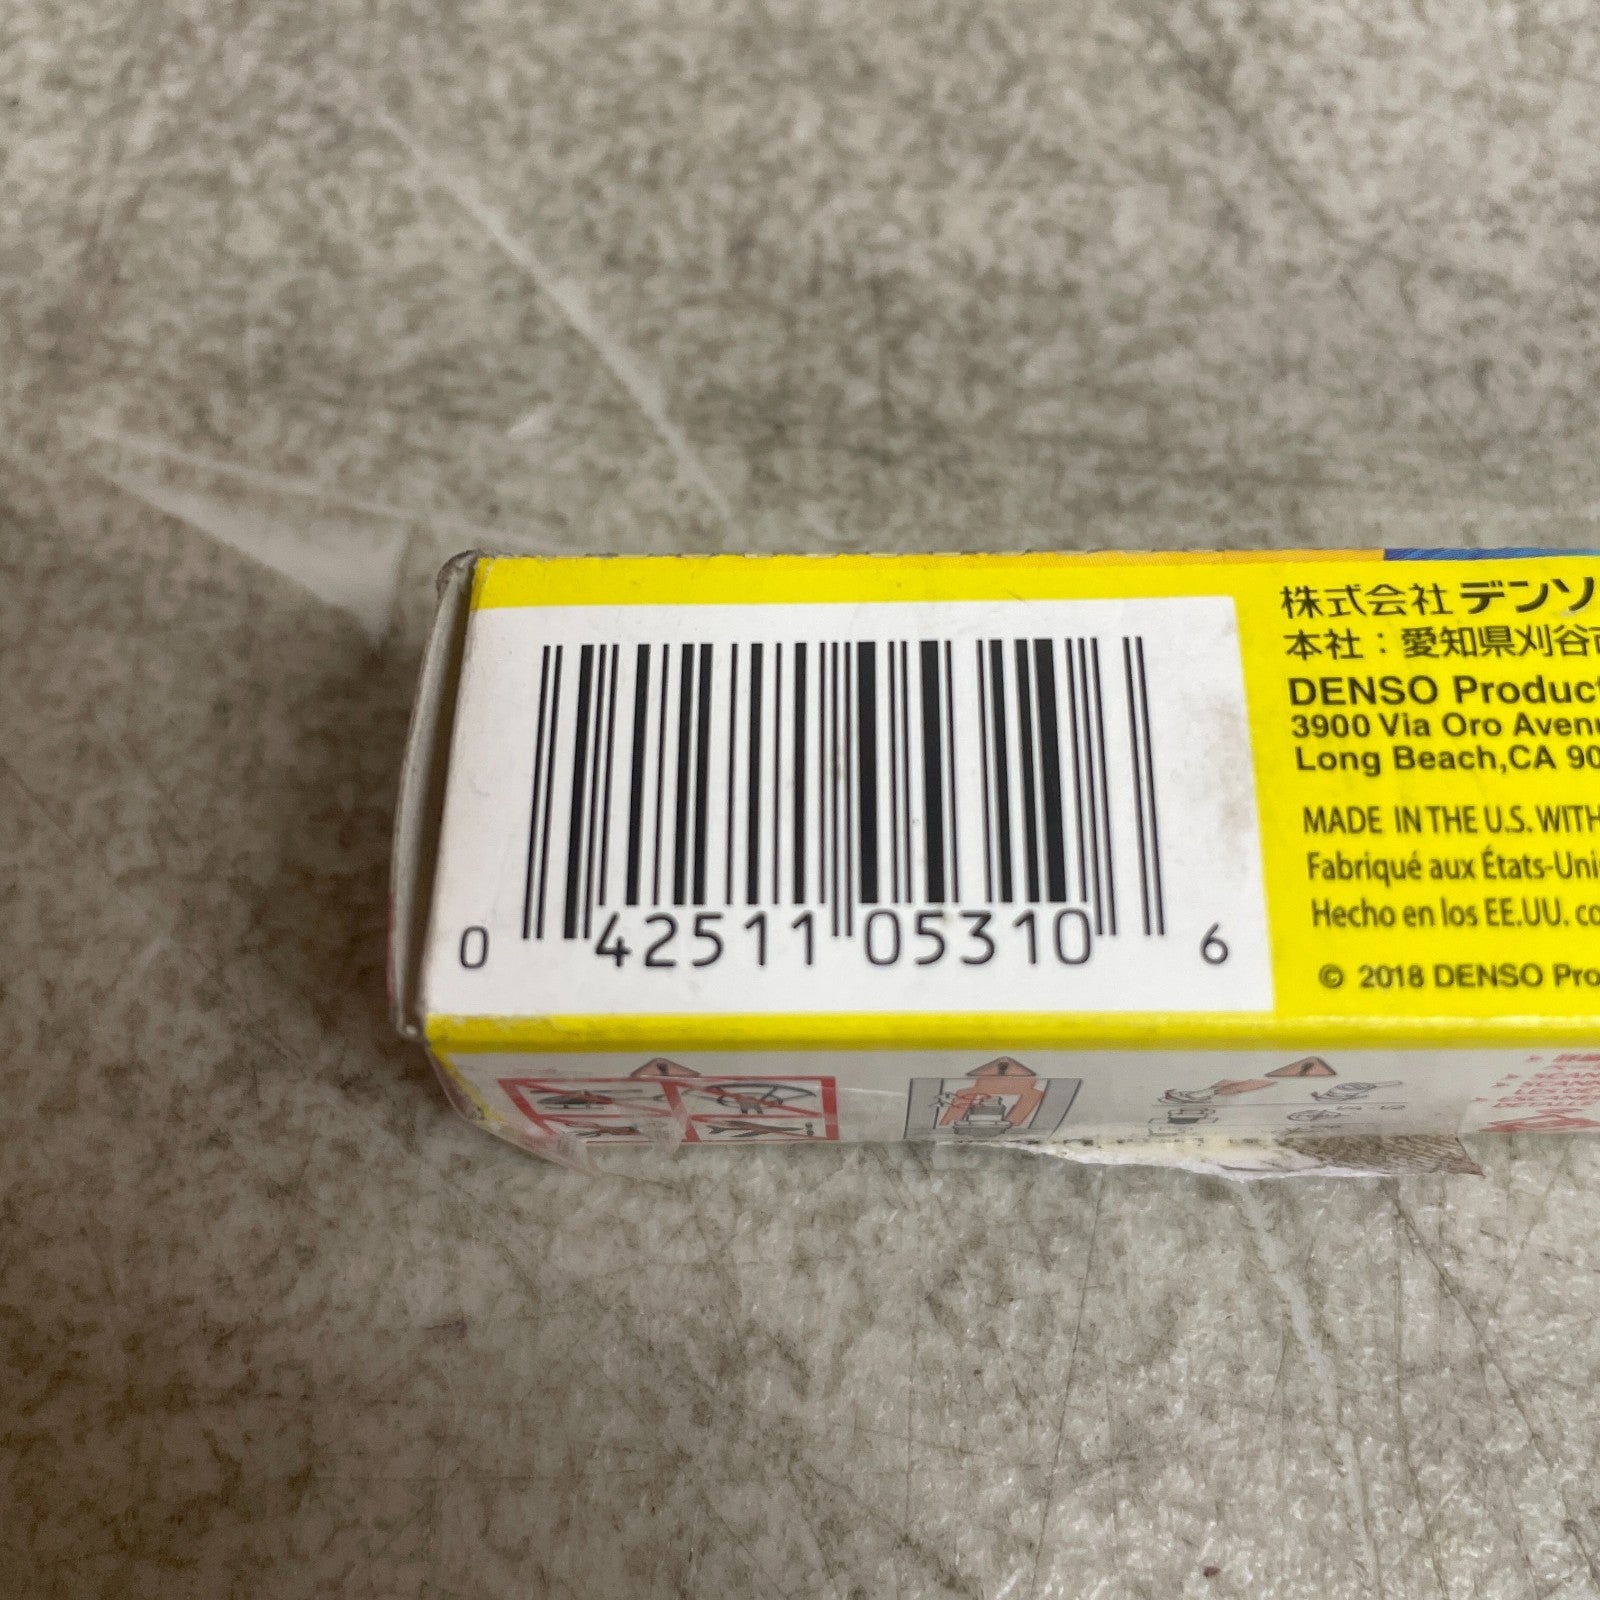 0 42511 05310 6
株式会社 デンソ
本社：愛知県刈谷市
DENSO Product
3900 Via Oro Avenu
Long Beach,CA 90
MADE IN THE U.S. WITH
Fabriqué aux États-Uni
Hecho en los EE.UU. co
© 2018 DENSO Pro